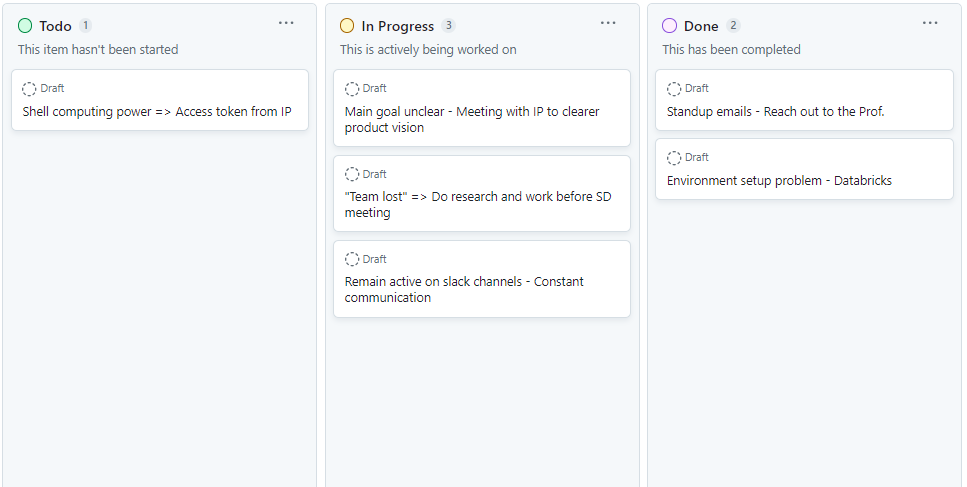 Todo 1 ...
This item hasn't been started
Draft
Shell computing power => Access token from IP
In Progress 3 ...
This is actively being worked on
Draft
Main goal unclear - Meeting with IP to clearer
product vision
Draft
"Team lost" => Do research and work before SD
meeting
Draft
Remain active on slack channels - Constant
communication
Done 2 ...
This has been completed
Draft
Standup emails - Reach out to the Prof.
Draft
Environment setup problem - Databricks